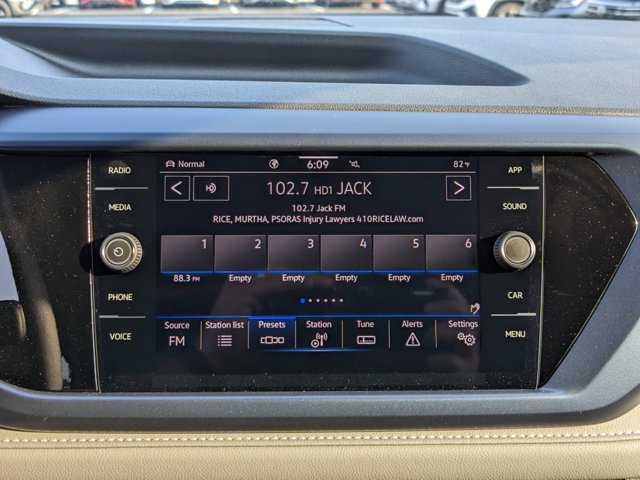 RADIO
MEDIA
PHONE
VOICE
Normal 6:09 82°F
102.7 HD1 JACK
102.7 Jack FM
RICE, MURTHA, PSORAS Injury Lawyers 410RICELAW.com
1 2 3 4 5 6
88.3 FM Empty Empty Empty Empty Empty
Source Station list Presets Station Tune Alerts Settings
FM
APP
SOUND
CAR
MENU